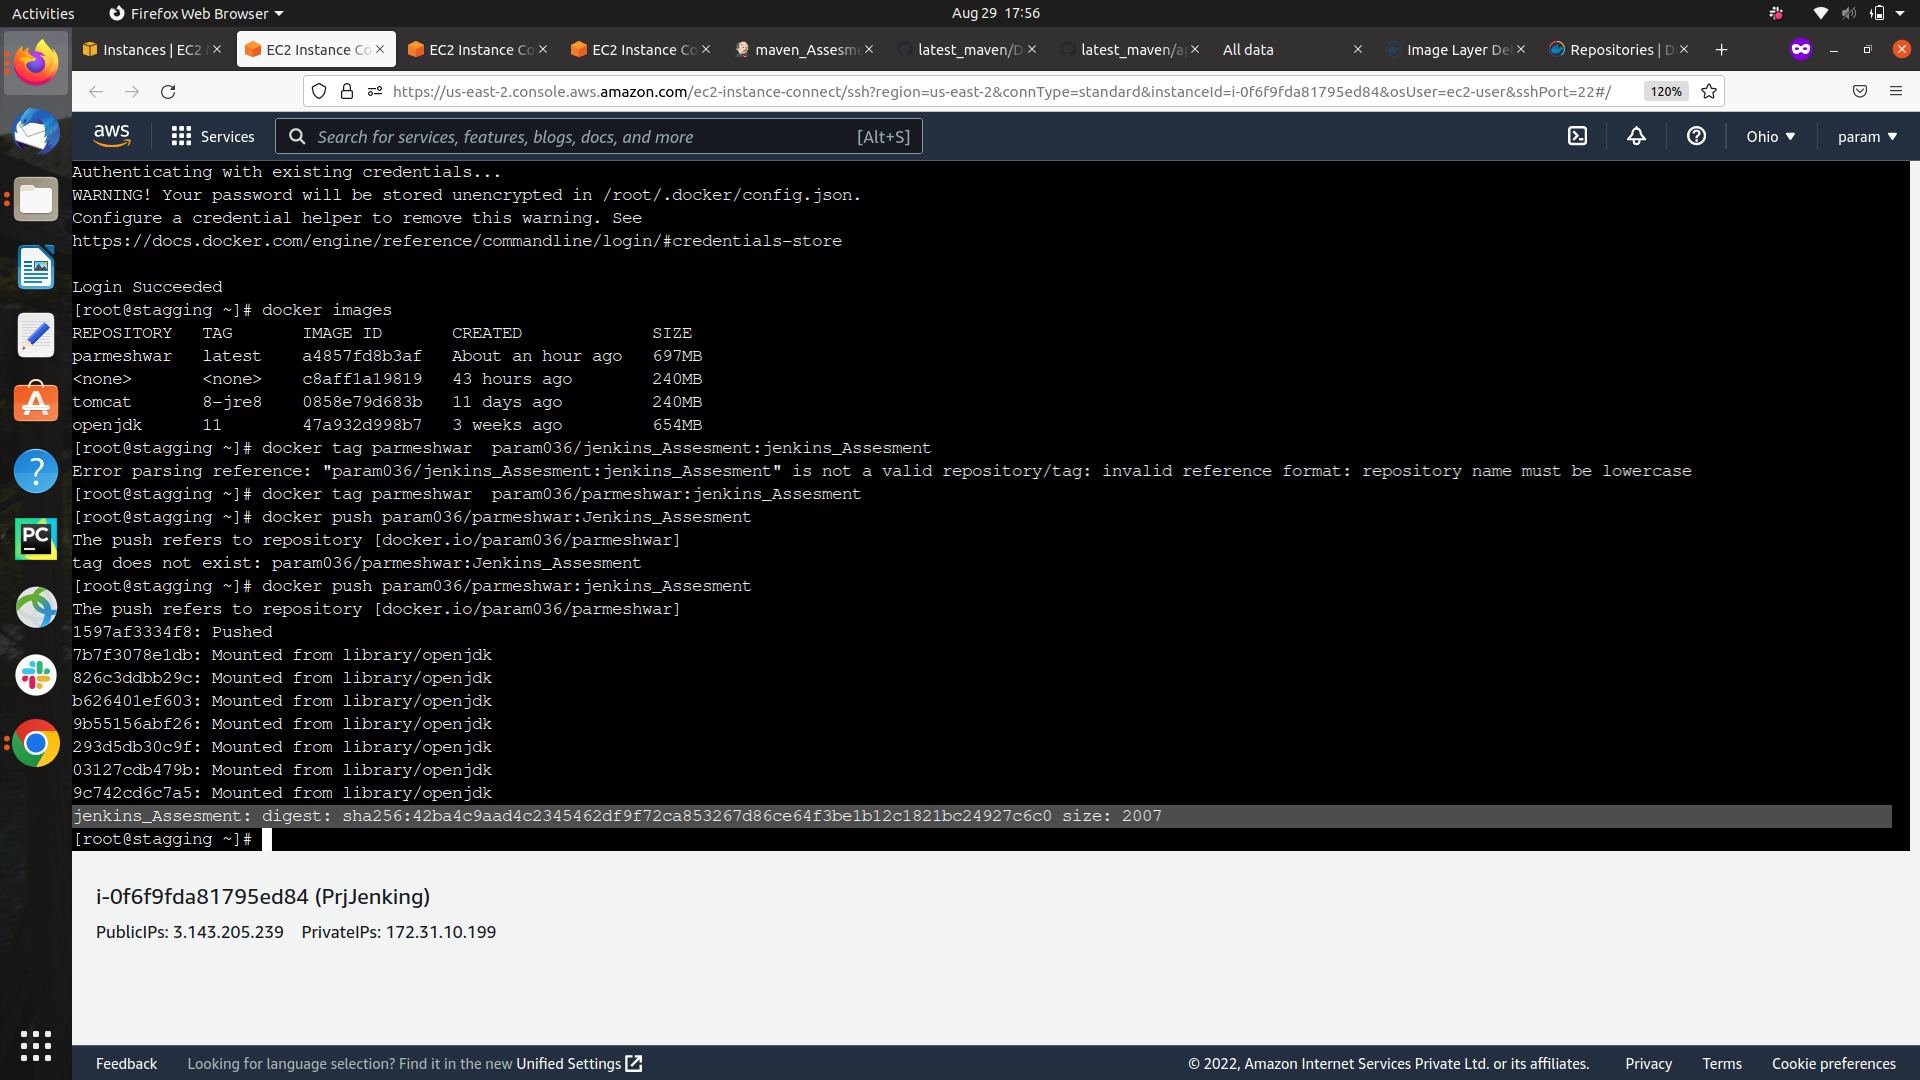 Activities
Firefox Web Browser
Aug 29 17:56
Instances | EC2
EC2 Instance Co
EC2 Instance Co
EC2 Instance Co
maven_Assesm
latest_maven/D
latest_maven/a
All data
Image Layer De
Repositories | D
https://us-east-2.console.aws.amazon.com/ec2-instance-connect/ssh?region=us-east-2&connType=standard&instanceId=i-0f6f9fda81795ed84&osUser=ec2-user&sshPort=22#/
120%
aws
Services
Search for services, features, blogs, docs, and more
[Alt+S]
Ohio
param
Authenticating with existing credentials...
WARNING! Your password will be stored unencrypted in /root/.docker/config.json.
Configure a credential helper to remove this warning. See
https://docs.docker.com/engine/reference/commandline/login/#credentials-store
Login Succeeded
[root@stagging ~]# docker images
REPOSITORY   TAG       IMAGE ID       CREATED             SIZE
parmeshwar   latest    a4857fd8b3af   About an hour ago   697MB
<none>       <none>    c8aff1a19819   43 hours ago        240MB
tomcat       8-jre8    0858e79d683b   11 days ago         240MB
openjdk      11        47a932d998b7   3 weeks ago         654MB
[root@stagging ~]# docker tag parmeshwar  param036/jenkins_Assesment:jenkins_Assesment
Error parsing reference: "param036/jenkins_Assesment:jenkins_Assesment" is not a valid repository/tag: invalid reference format: repository name must be lowercase
[root@stagging ~]# docker tag parmeshwar  param036/parmeshwar:jenkins_Assesment
[root@stagging ~]# docker push param036/parmeshwar:Jenkins_Assesment
The push refers to repository [docker.io/param036/parmeshwar]
tag does not exist: param036/parmeshwar:Jenkins_Assesment
[root@stagging ~]# docker push param036/parmeshwar:jenkins_Assesment
The push refers to repository [docker.io/param036/parmeshwar]
1597af3334f8: Pushed
7b7f3078e1db: Mounted from library/openjdk
826c3ddbb29c: Mounted from library/openjdk
b626401ef603: Mounted from library/openjdk
9b55156abf26: Mounted from library/openjdk
293d5db30c9f: Mounted from library/openjdk
03127cdb479b: Mounted from library/openjdk
9c742cd6c7a5: Mounted from library/openjdk
jenkins_Assesment: digest: sha256:42ba4c9aad4c2345462df9f72ca853267d86ce64f3be1b12c1821bc24927c6c0 size: 2007
[root@stagging ~]#
i-0f6f9fda81795ed84 (PrjJenking)
PublicIPs: 3.143.205.239   PrivateIPs: 172.31.10.199
PC
Feedback
Looking for language selection? Find it in the new Unified Settings
© 2022, Amazon Internet Services Private Ltd. or its affiliates.
Privacy
Terms
Cookie preferences